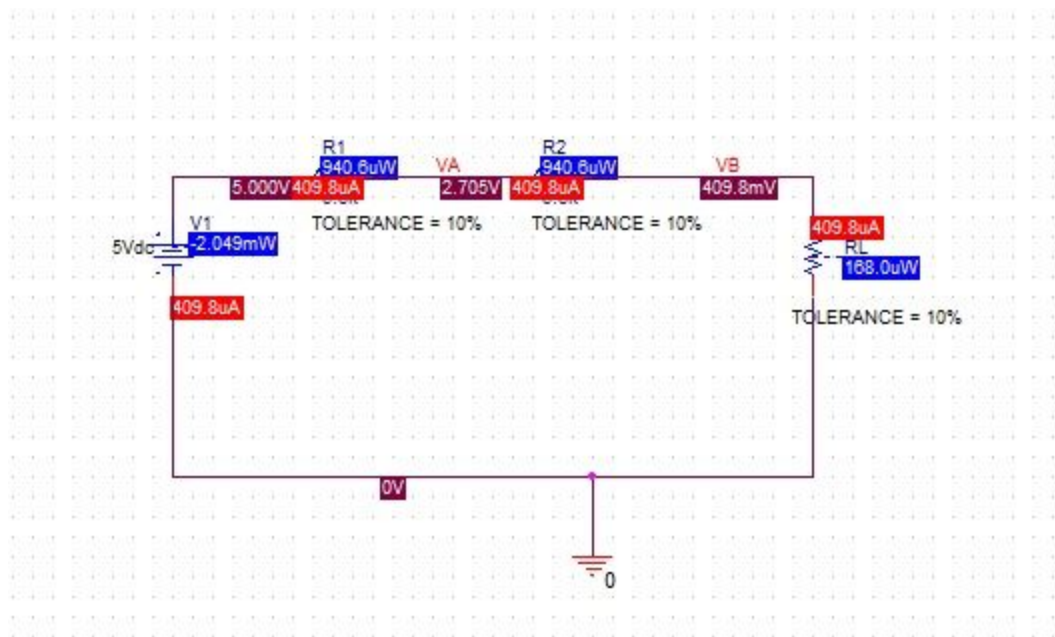 R1
940.6uW
R2
940.6uW
VA
VB
5.000V
409.8uA
2.705V
409.8uA
409.8mV
TOLERANCE = 10%
TOLERANCE = 10%
V1
5Vdc
-2.049mW
409.8uA
RL
168.0uW
409.8uA
TOLERANCE = 10%
0V
0